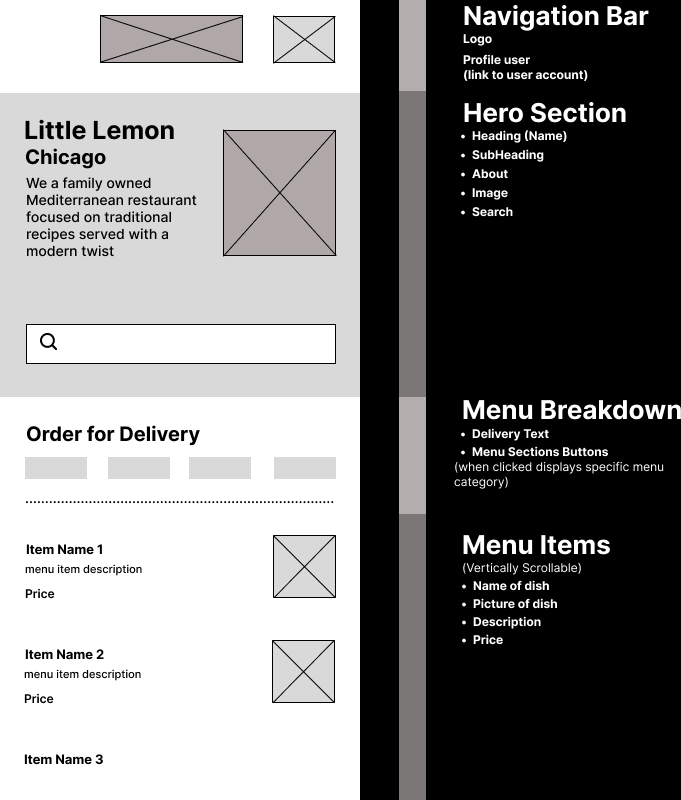 Little Lemon
Chicago
We a family owned
Mediterranean restaurant
focused on traditional
recipes served with a
modern twist
Order for Delivery
Item Name 1
menu item description
Price
Item Name 2
menu item description
Price
Item Name 3
Navigation Bar
Logo
Profile user
(link to user account)
Hero Section
• Heading (Name)
• SubHeading
• About
• Image
• Search
Menu Breakdown
• Delivery Text
• Menu Sections Buttons
(when clicked displays specific menu
category)
Menu Items
(Vertically Scrollable)
• Name of dish
• Picture of dish
• Description
• Price